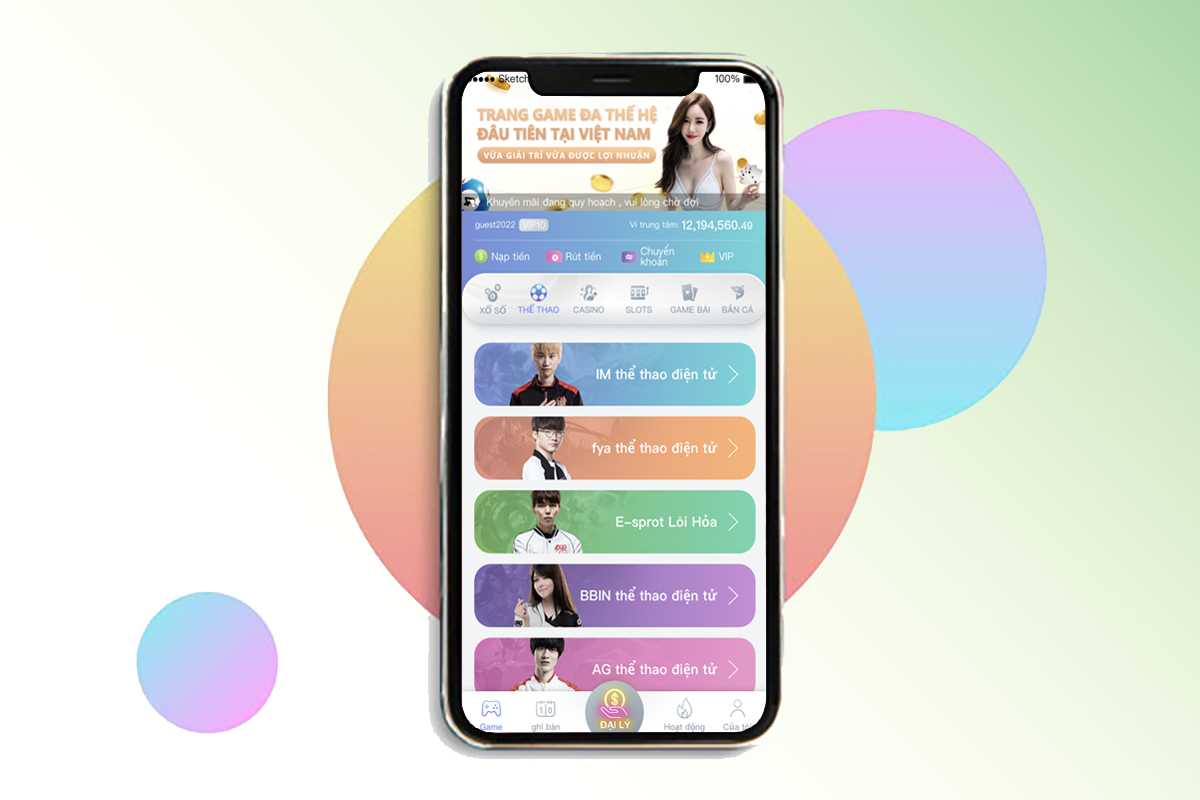 Sketch
100%
TRANG GAME ĐA THẾ HỆ
ĐẦU TIÊN TẠI VIỆT NAM
VỪA GIẢI TRÍ VỪA ĐƯỢC LỢI NHUẬN
Khuyến mãi đang quy hoạch , vui lòng chờ đợi
guest2022 VIP10 Ví trung tâm: 12,194,560.49
Nạp tiền
Rút tiền
Chuyển
khoản
VIP
XỔ SỐ
THỂ THAO
CASINO
SLOTS
GAME BÀI
BẮN CÁ
IM thể thao điện tử
fya thể thao điện tử
E-sprot Lõi Hỏa
BBIN thể thao điện tử
AG thể thao điện tử
Game
ghi bàn
ĐẠI LÝ
Hoạt động
Của tôi